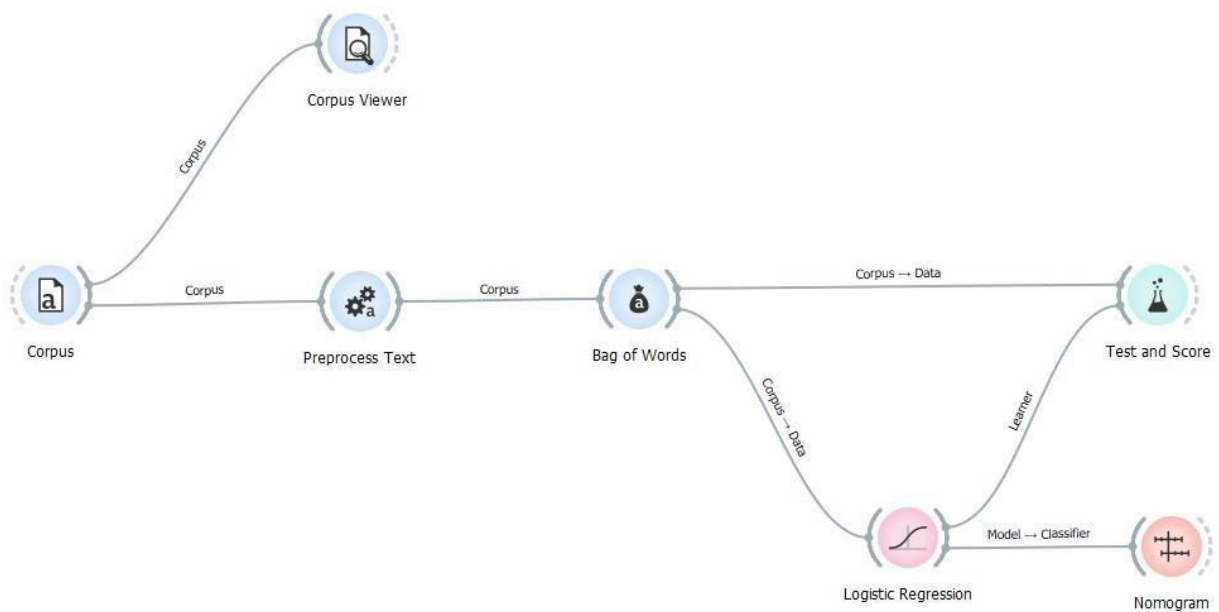 Corpus Viewer
Corpus
Corpus
Corpus
Corpus → Data
Corpus
Preprocess Text
Bag of Words
Test and Score
Corpus → Data
Learner
Model → Classifier
Logistic Regression
Nomogram